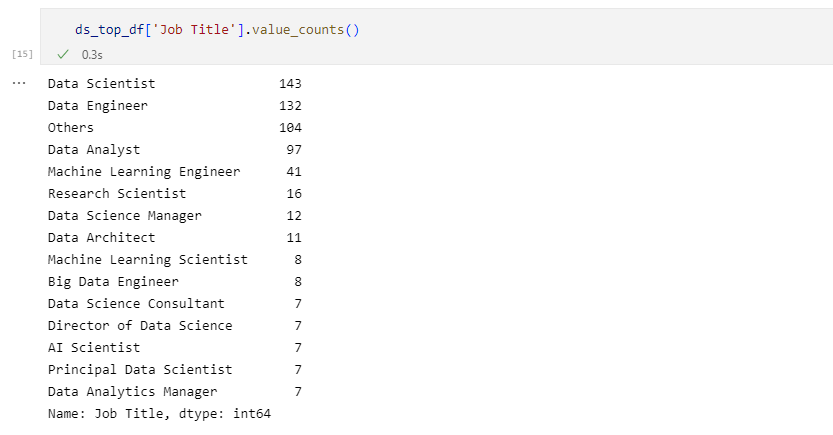 ds_top_df['Job Title'].value_counts()
[15] ✓ 0.3s
... Data Scientist 143
Data Engineer 132
Others 104
Data Analyst 97
Machine Learning Engineer 41
Research Scientist 16
Data Science Manager 12
Data Architect 11
Machine Learning Scientist 8
Big Data Engineer 8
Data Science Consultant 7
Director of Data Science 7
AI Scientist 7
Principal Data Scientist 7
Data Analytics Manager 7
Name: Job Title, dtype: int64